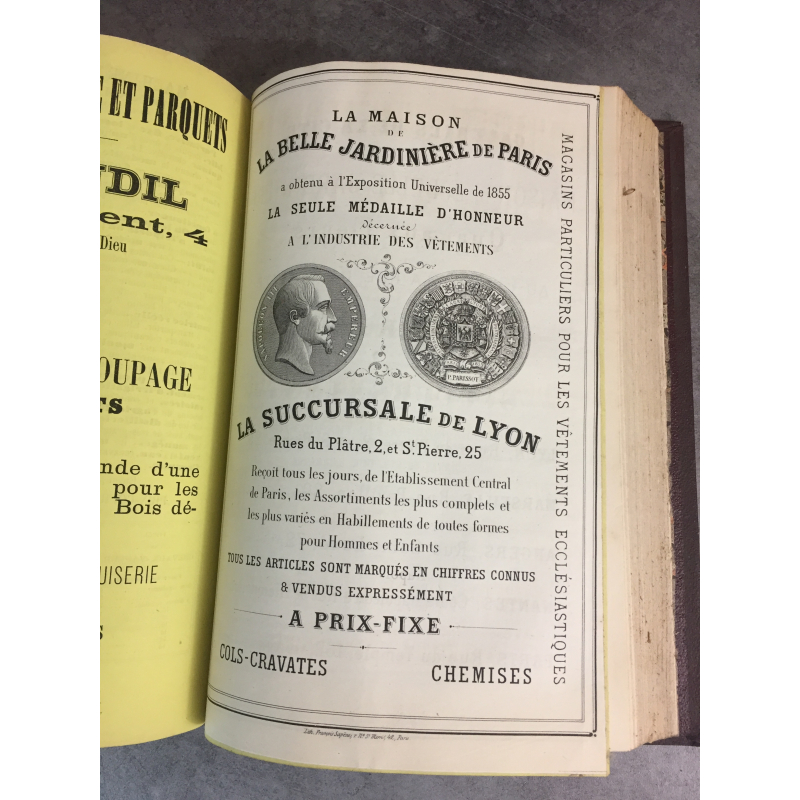 ET PARQUETS
4
Dieu
OUPAGE
nde d'une
pour les
Bois dé-
UISERIE
LA MAISON
DE
LA BELLE JARDINIÈRE DE PARIS
a obtenu à l'Exposition Universelle de 1855
LA SEULE MÉDAILLE D'HONNEUR
décernée
A L'INDUSTRIE DES VÊTEMENTS
NAPOLEON III EMPEREUR
P. PARISSOT
LA SUCCURSALE DE LYON
Rues du Plâtre, 2, et St. Pierre, 25
Reçoit tous les jours, de l'Etablissement Central
de Paris, les Assortiments les plus complets et
les plus variés en Habillements de toutes formes
pour Hommes et Enfants
TOUS LES ARTICLES SONT MARQUÉS EN CHIFFRES CONNUS
& VENDUS EXPRESSÉMENT
A PRIX-FIXE
COLS-CRAVATES
CHEMISES
MAGASINS PARTICULIERS POUR LES VÊTEMENTS ECCLÉSIASTIQUES